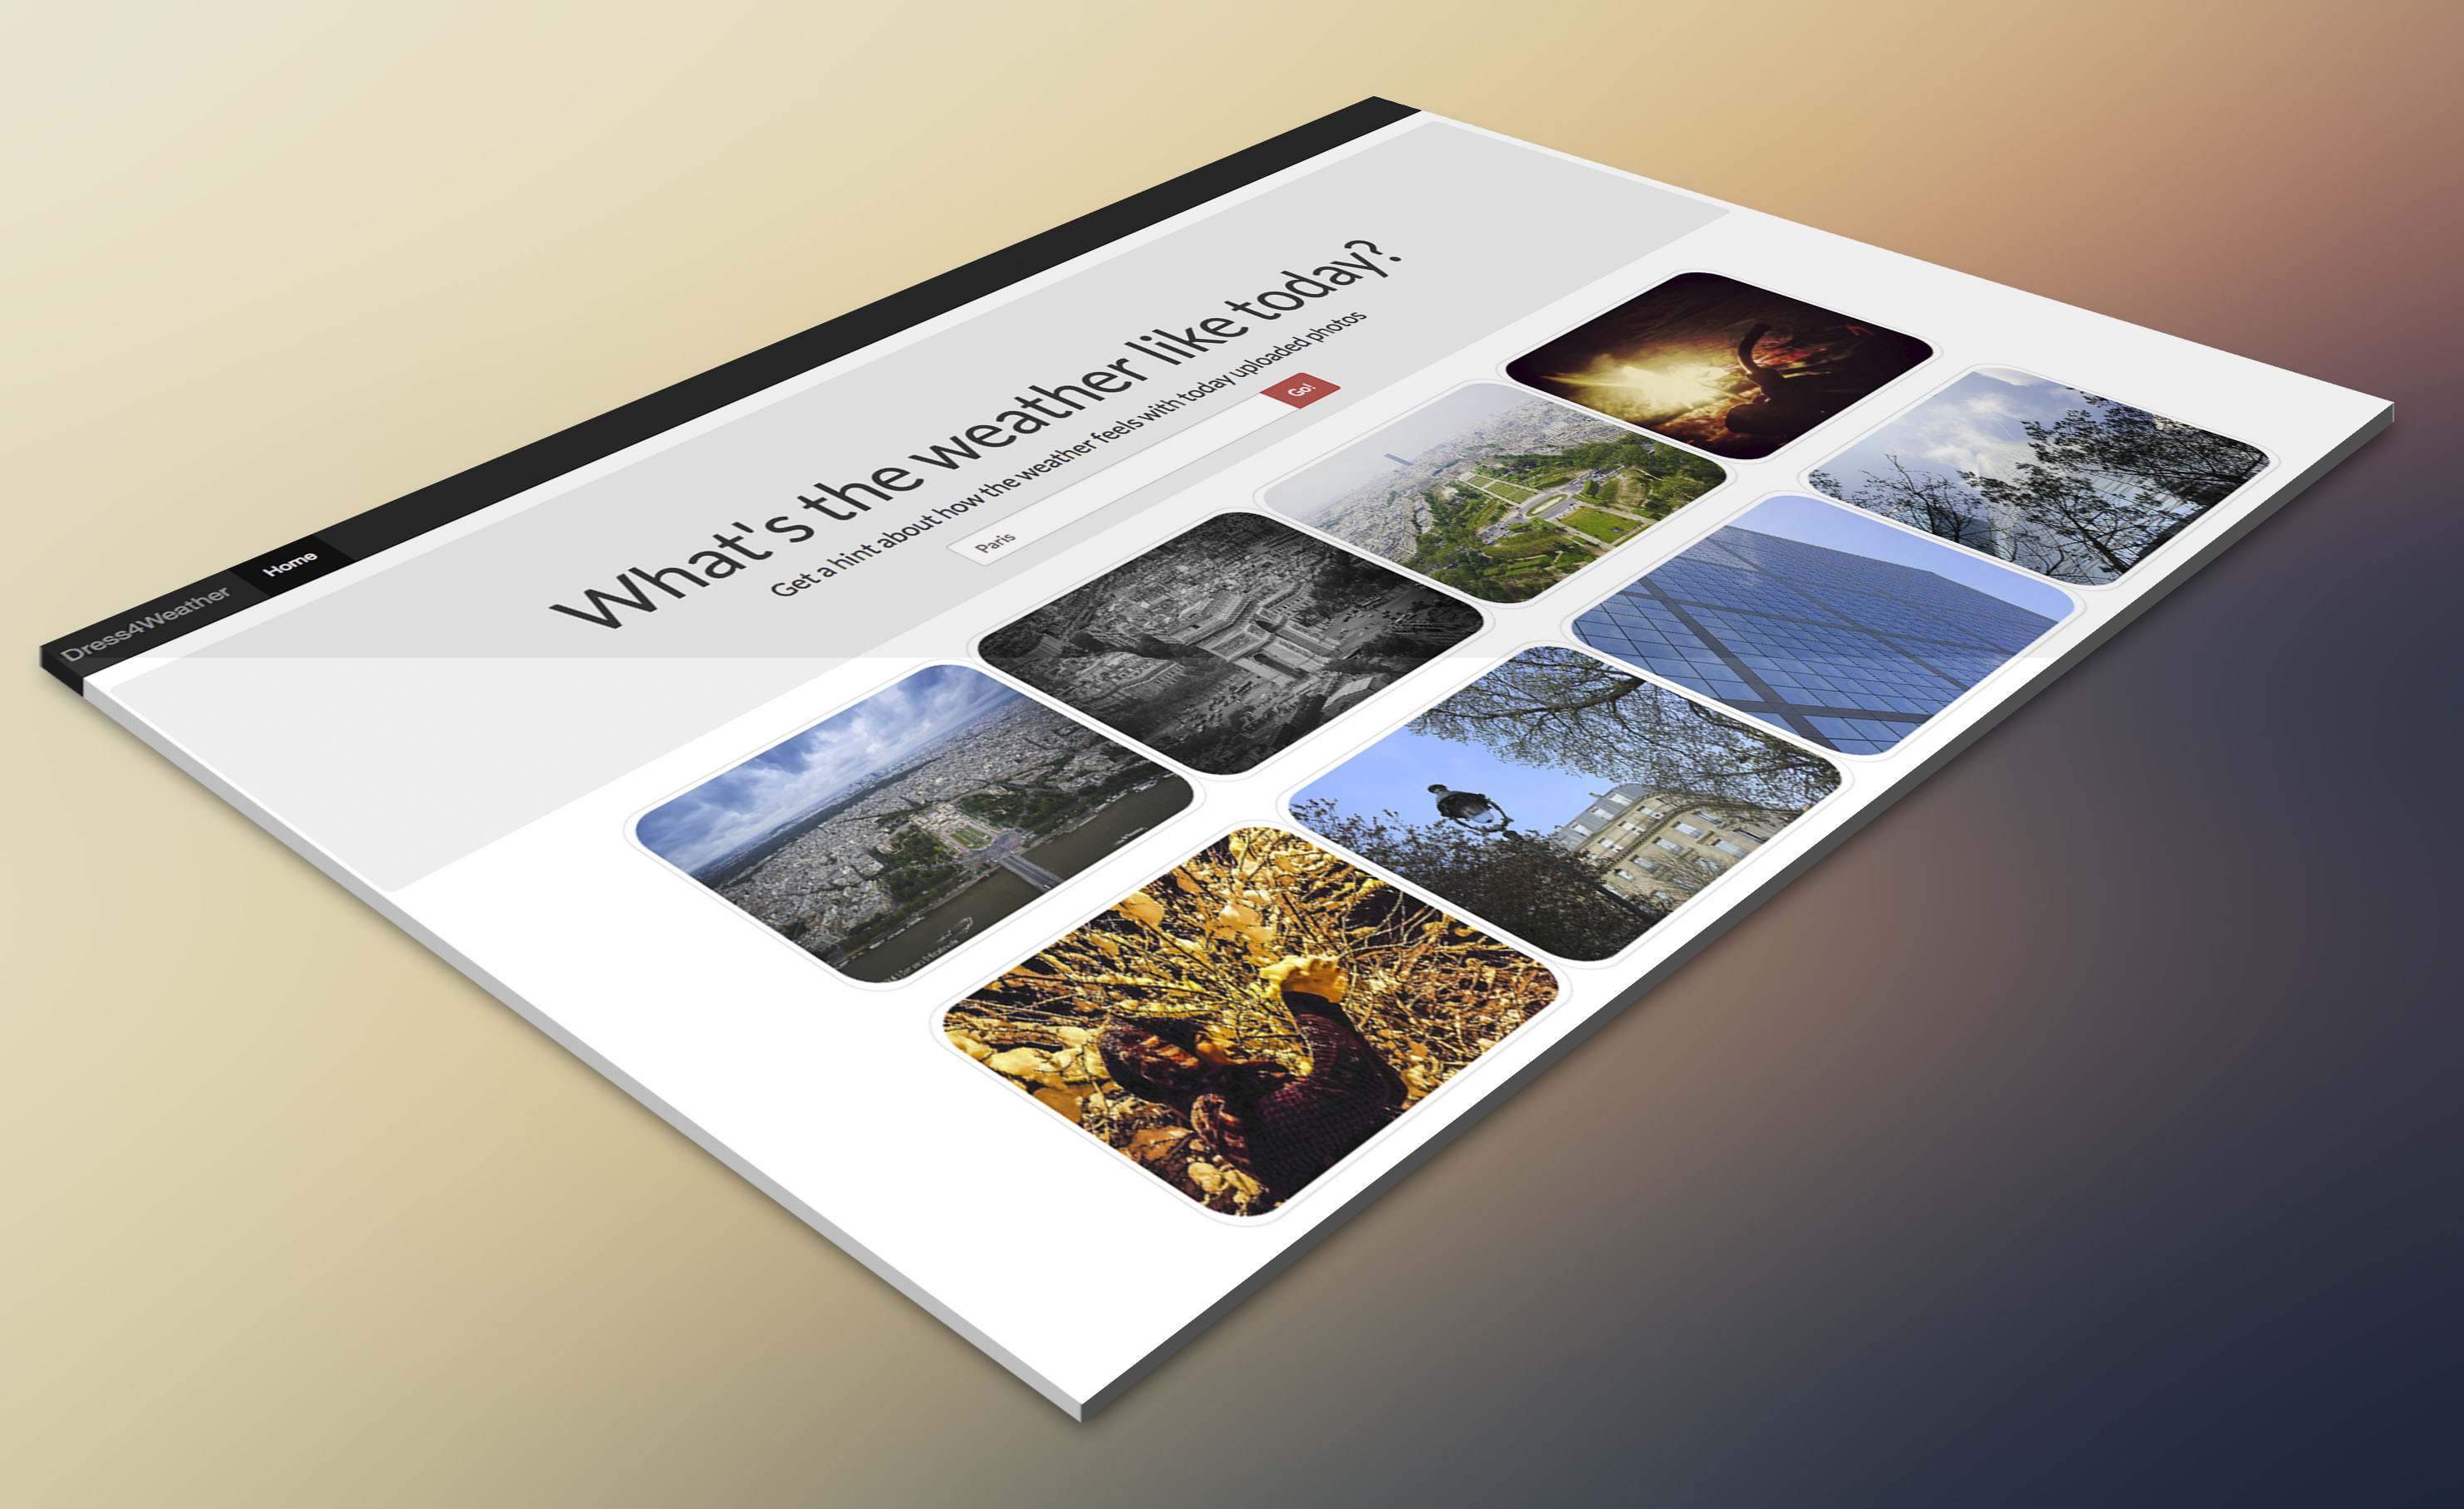 Dress4Weather
Home
What's the weather like today?
Get a hint about how the weather feels with today uploaded photos
Paris
Go!